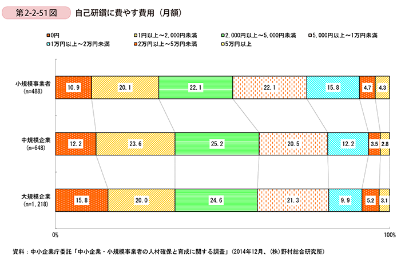 第2-2-51図 自己研鑽に費やす費用（月額）
0円 1円以上～2,000円未満 2,000円以上～5,000円未満 5,000円以上～1万円未満
1万円以上～2万円未満 2万円以上～5万円未満 5万円以上
小規模事業者
(n=468)
10.9 20.1 22.1 22.1 15.8 4.7 4.3
中規模企業
(n=648)
12.2 23.6 25.2 20.5 12.2 3.5 2.8
大規模企業
(n=1,218)
15.8 20.0 24.6 21.3 9.9 5.2 3.1
0% 100%
資料：中小企業庁委託「中小企業・小規模事業者の人材確保と育成に関する調査」（2014年12月、（株）野村総合研究所）